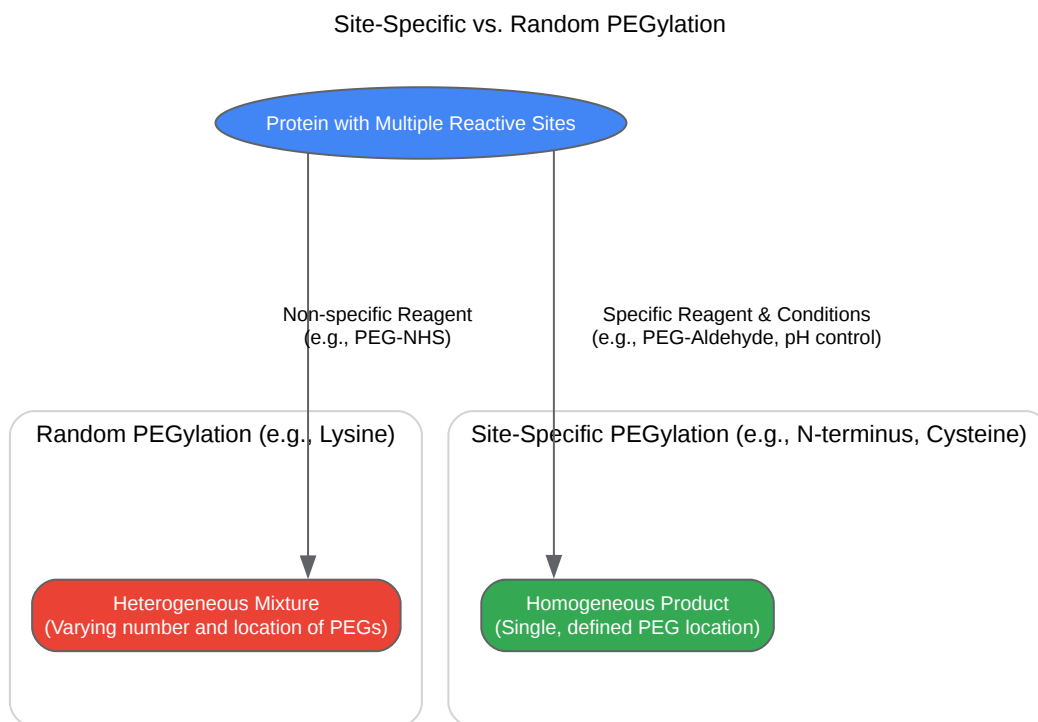 Site-Specific vs. Random PEGylation
Protein with Multiple Reactive Sites
Non-specific Reagent
(e.g., PEG-NHS)
Specific Reagent & Conditions
(e.g., PEG-Aldehyde, pH control)
Random PEGylation (e.g., Lysine)
Site-Specific PEGylation (e.g., N-terminus, Cysteine)
Heterogeneous Mixture
(Varying number and location of PEGs)
Homogeneous Product
(Single, defined PEG location)